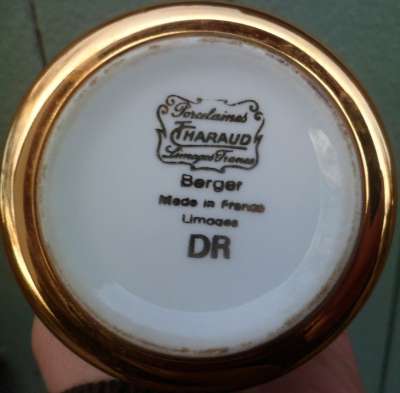 Porcelaines
THARAUD
Limoges France
Berger
Made in France
Limoges
DR